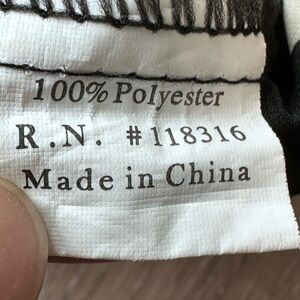 100% Polyester
R.N. #118316
Made in China